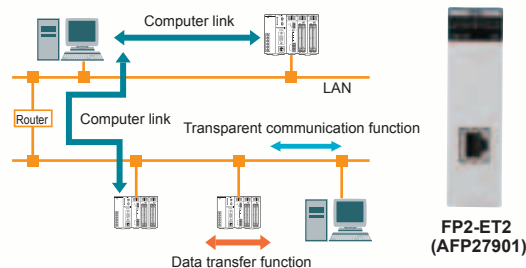 Computer link
LAN
Router
Computer link
Transparent communication function
Data transfer function
FP2-ET2
(AFP27901)